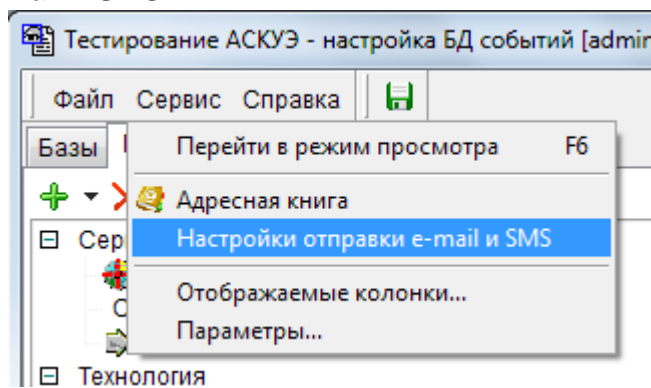 Тестирование АСКУЭ - настройка БД событий [admin
Файл Сервис Справка
Базы
Перейти в режим просмотра F6
Адресная книга
Настройки отправки e-mail и SMS
Отображаемые колонки...
Параметры...
Технология